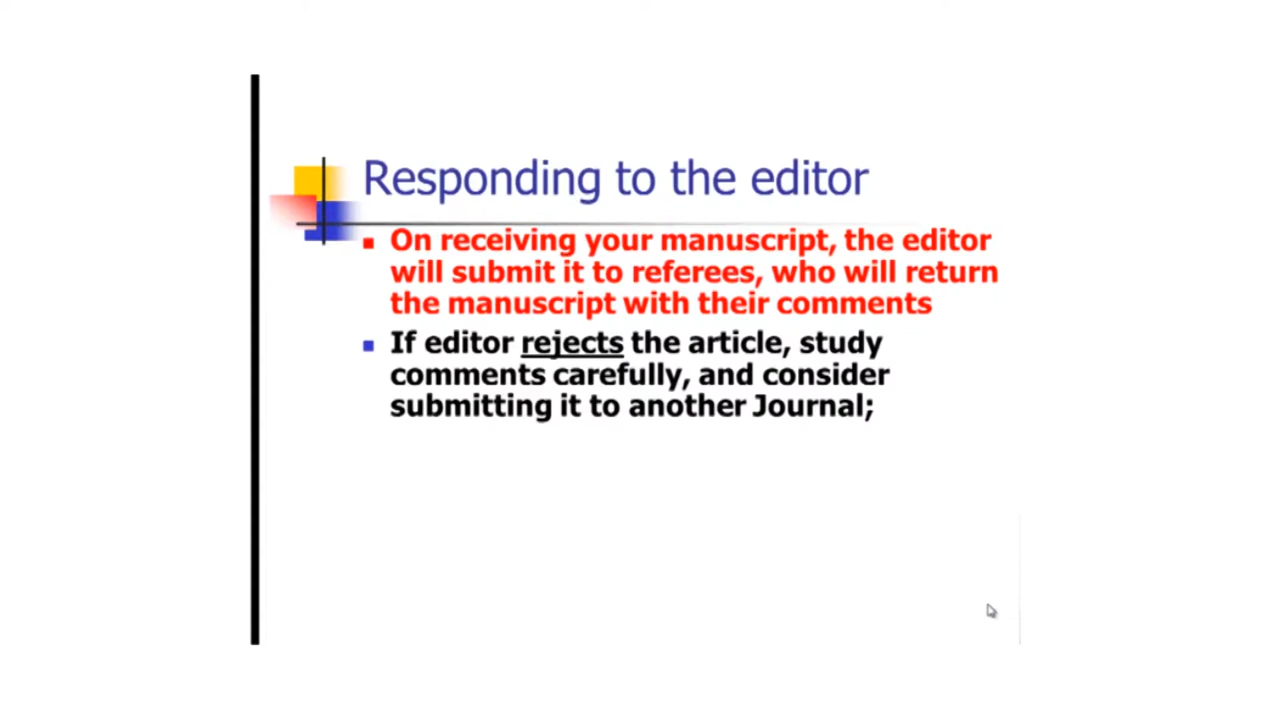 Responding to the editor
On receiving your manuscript, the editor
will submit it to referees, who will return
the manuscript with their comments
If editor rejects the article, study
comments carefully, and consider
submitting it to another Journal;